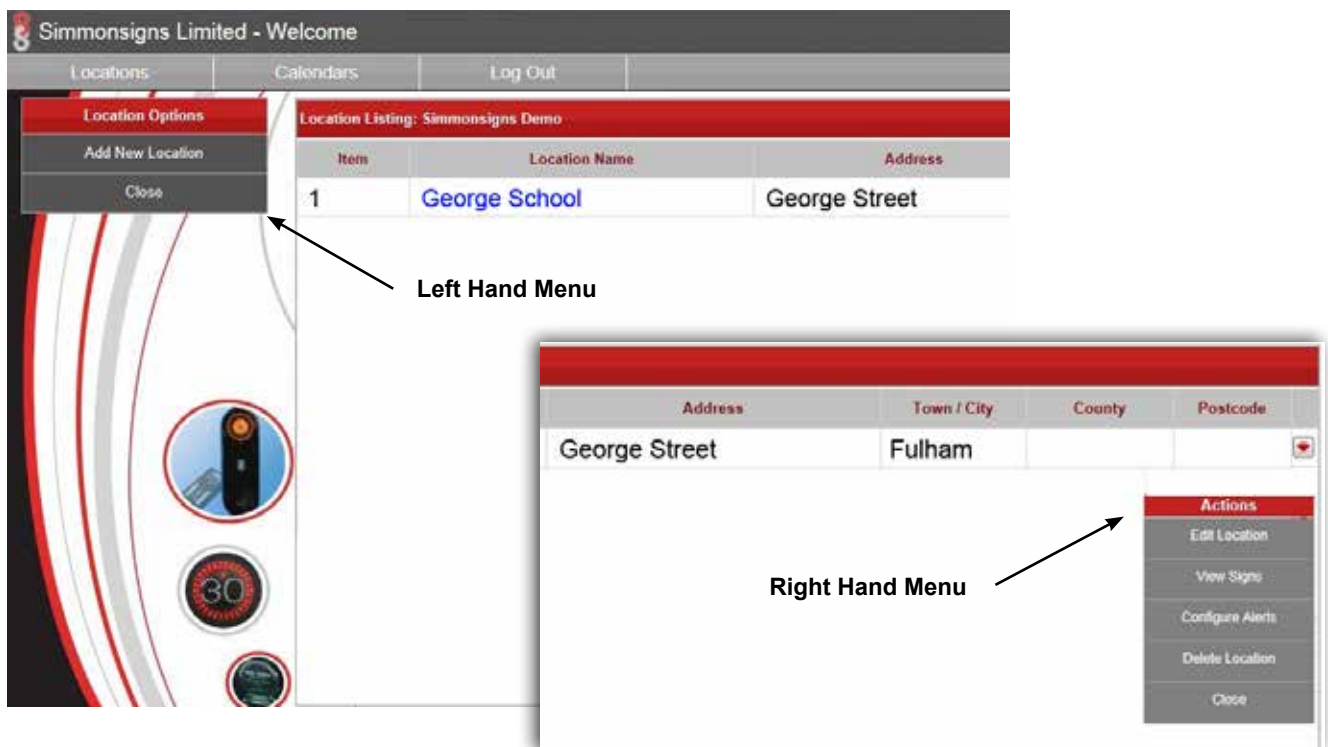 Simmonsigns Limited - Welcome
Locations Calendars Log Out
Location Options
Add New Location
Close
Location Listing: Simmonsigns Demo
Item Location Name Address
1 George School George Street
Left Hand Menu
30
Address Town / City County Postcode
George Street Fulham
Actions
Edit Location
View Signs
Configure Alerts
Delete Location
Close
Right Hand Menu